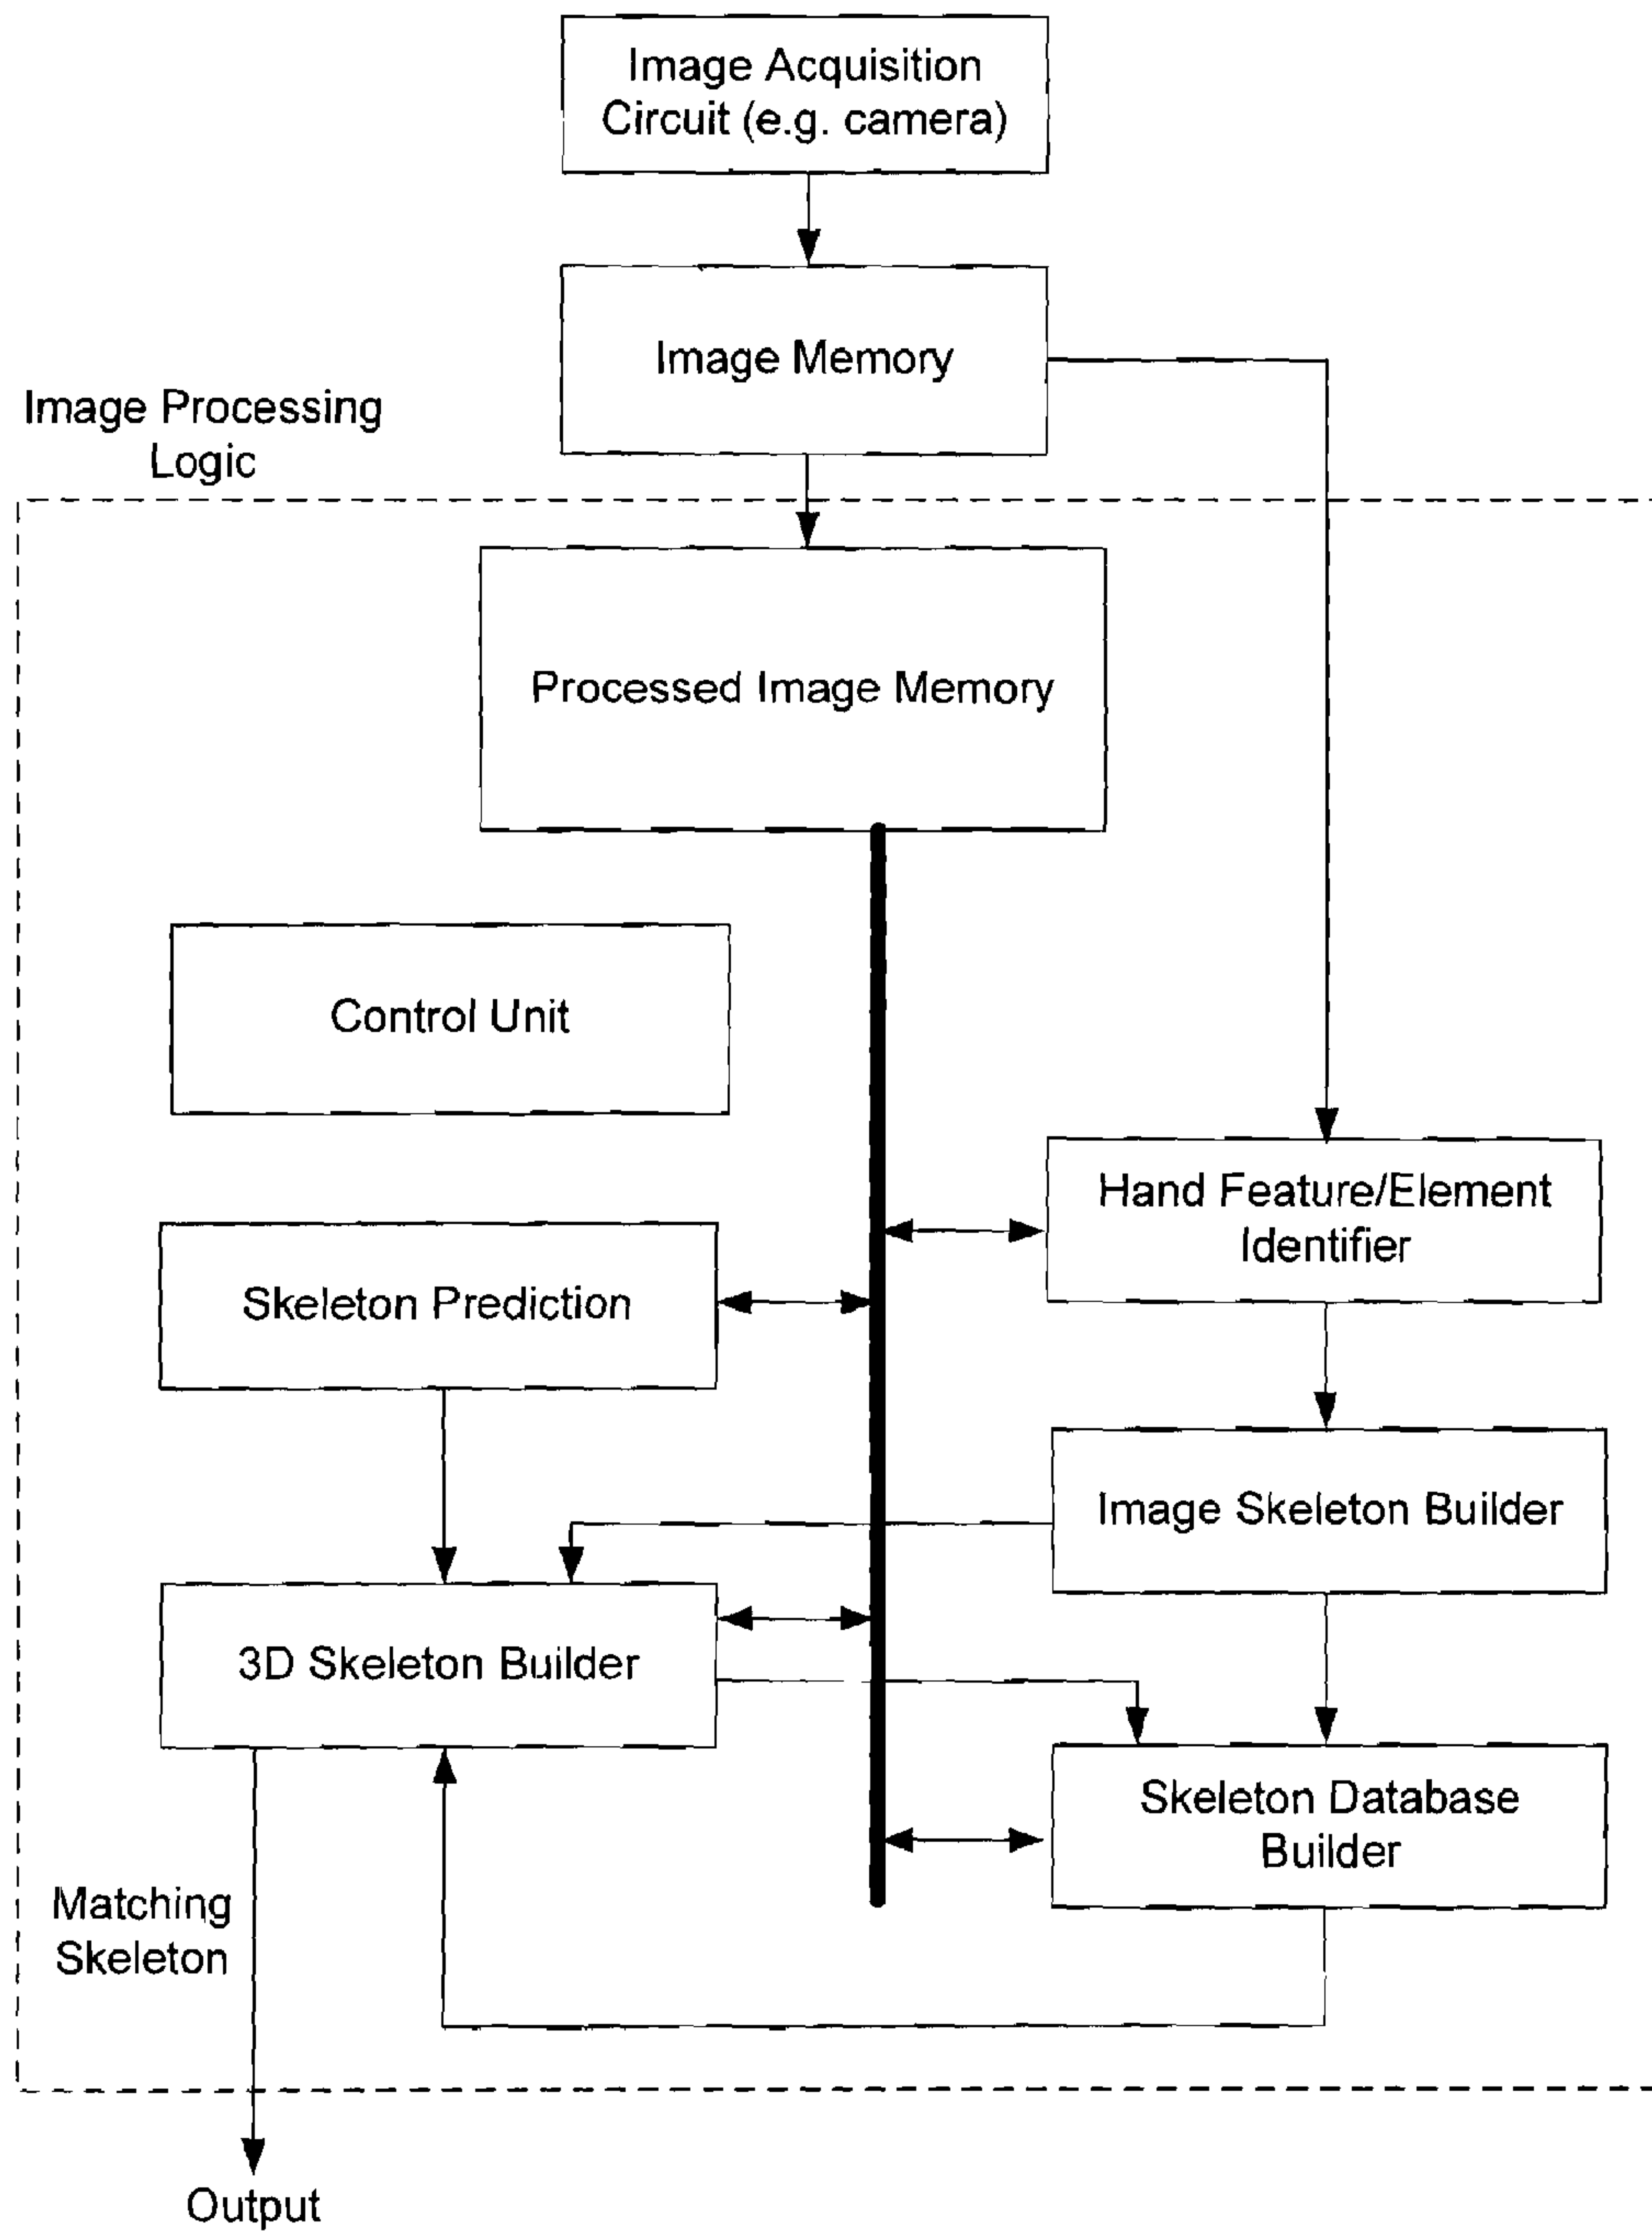 Image Acquisition
Circuit (e.g. camera)
Image Memory
Image Processing
Logic
Processed Image Memory
Control Unit
Hand Feature/Element
Identifier
Skeleton Prediction
Image Skeleton Builder
3D Skeleton Builder
Skeleton Database
Builder
Matching
Skeleton
Output